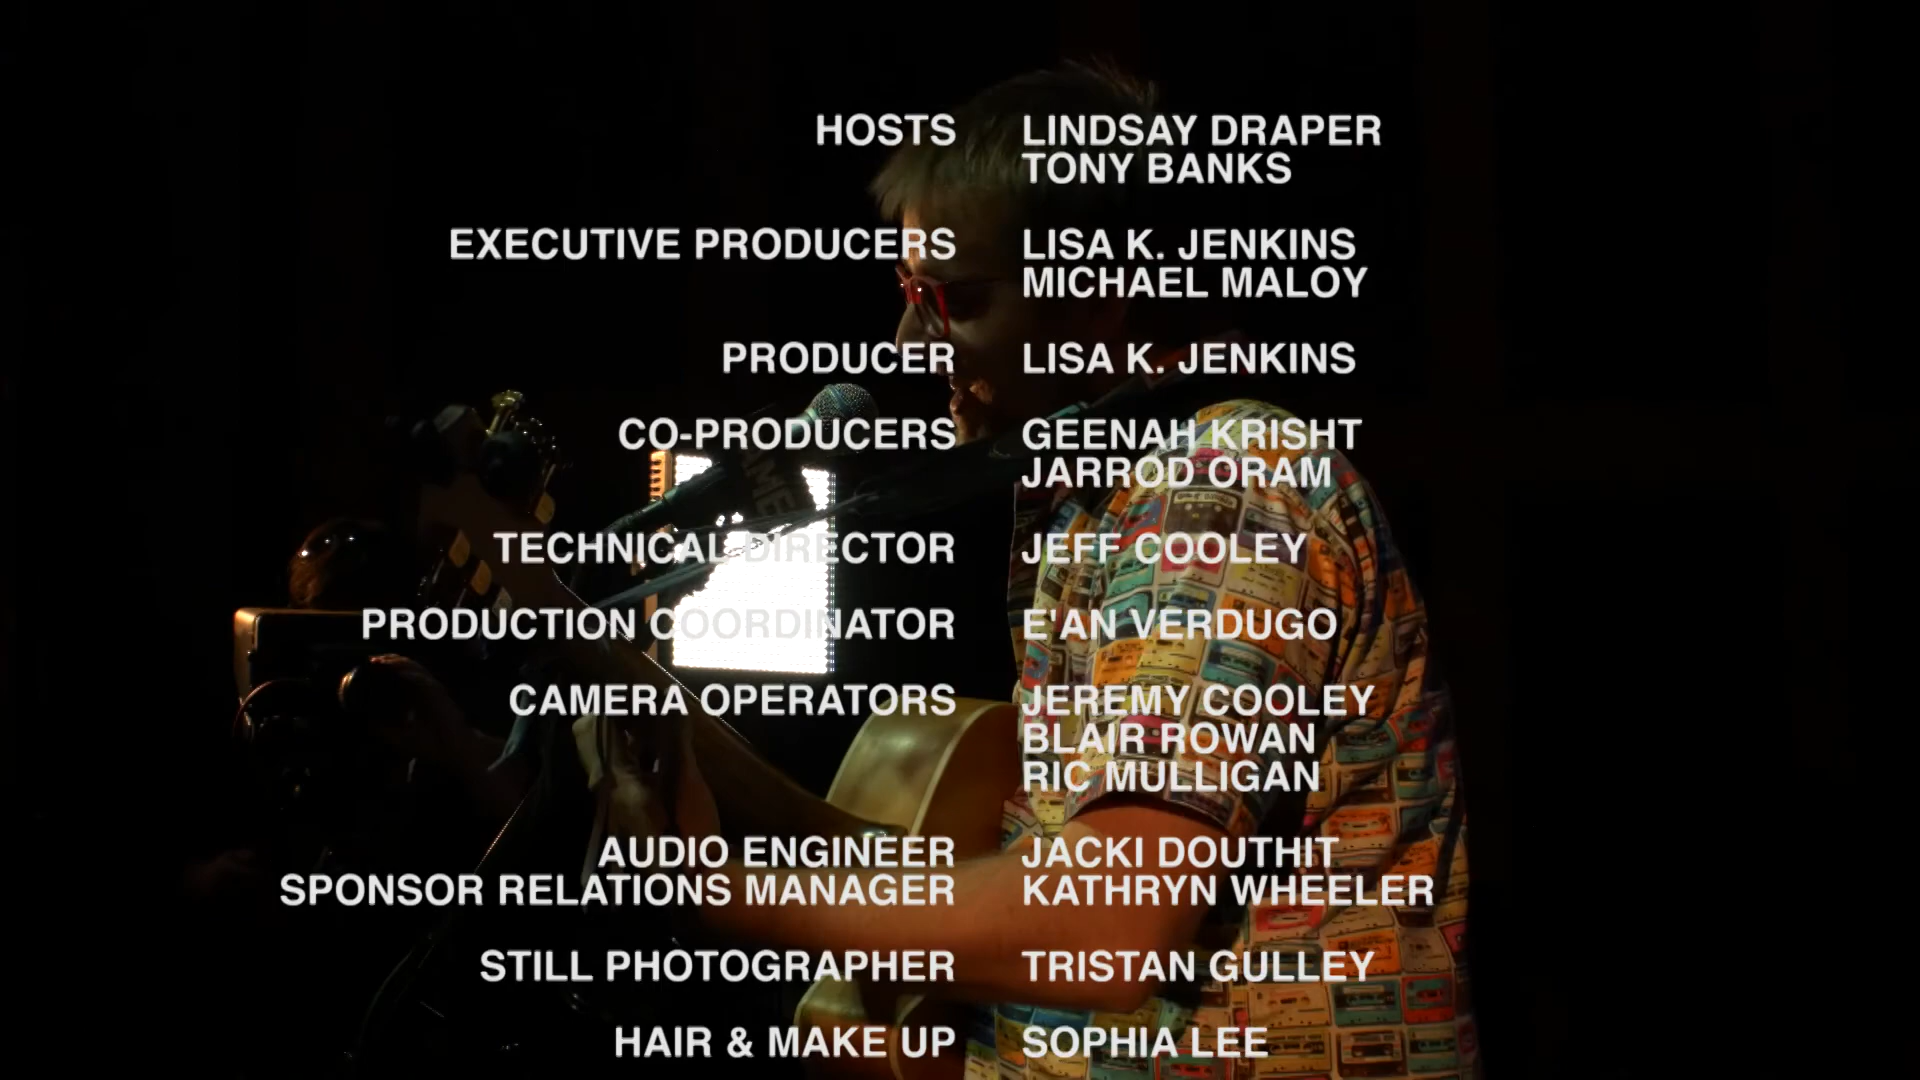 HOSTS LINDSAY DRAPER
TONY BANKS
EXECUTIVE PRODUCERS LISA K. JENKINS
MICHAEL MALOY
PRODUCER LISA K. JENKINS
CO-PRODUCERS GEENAH KRISHT
JARROD ORAM
TECHNICAL DIRECTOR JEFF COOLEY
PRODUCTION COORDINATOR E'AN VERDUGO
CAMERA OPERATORS JEREMY COOLEY
BLAIR ROWAN
RIC MULLIGAN
AUDIO ENGINEER JACKI DOUTHIT
SPONSOR RELATIONS MANAGER KATHRYN WHEELER
STILL PHOTOGRAPHER TRISTAN GULLEY
HAIR & MAKE UP SOPHIA LEE